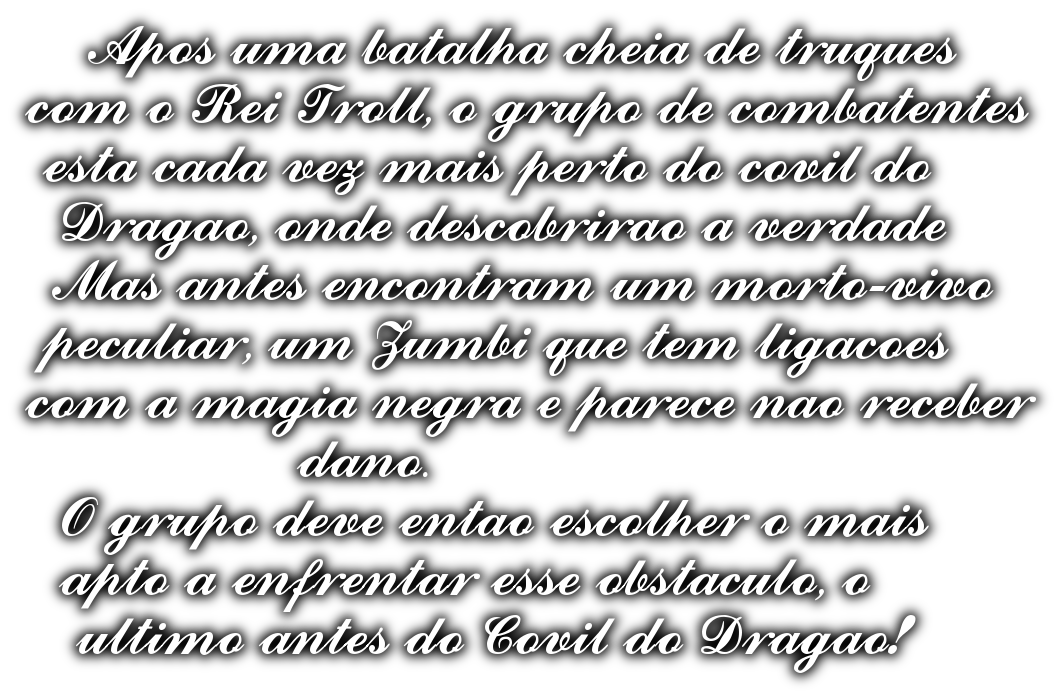 Apos uma batalha cheia de truques
com o Rei Troll, o grupo de combatentes
esta cada vez mais perto do covil do
Dragao, onde descobrirao a verdade
Mas antes encontram um morto-vivo
peculiar, um Zumbi que tem ligacoes
com a magia negra e parece nao receber
dano.
O grupo deve entao escolher o mais
apto a enfrentar esse obstaculo, o
ultimo antes do Covil do Dragao!